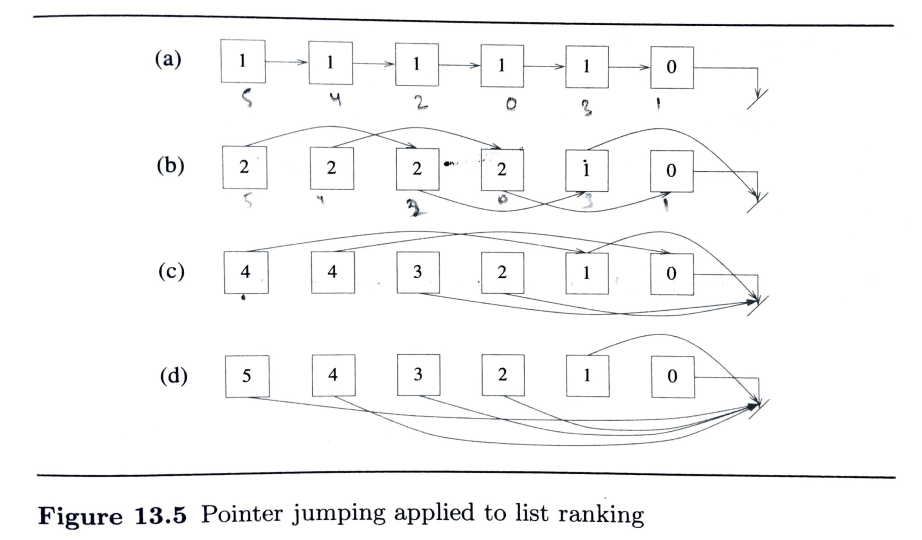 (a) 1 1 1 1 1 0
5 4 2 0 3 1
(b) 2 2 2 2 1 0
5 4 2 0 3 1
(c) 4 4 3 2 1 0
(d) 5 4 3 2 1 0
Figure 13.5 Pointer jumping applied to list ranking